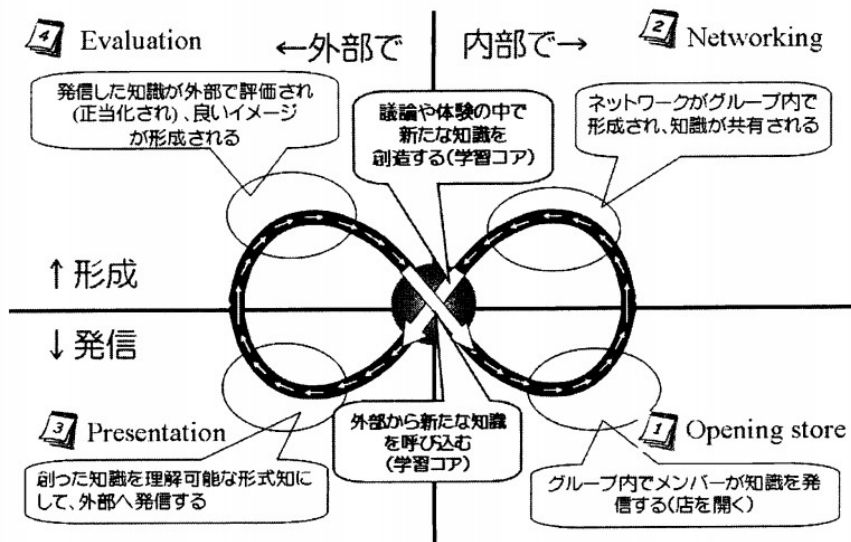 4 Evaluation
←外部で
内部で→
2 Networking
発信した知識が外部で評価され
(正当化され)、良いイメージ
が形成される
議論や体験の中で
新たな知識を
創造する(学習コア)
ネットワークがグループ内で
形成され、知識が共有される
↑形成
↓発信
3 Presentation
創った知識を理解可能な形式知に
して、外部へ発信する
外部から新たな知識
を呼び込む
(学習コア)
1 Opening store
グループ内でメンバーが知識を発
信する(店を開く)